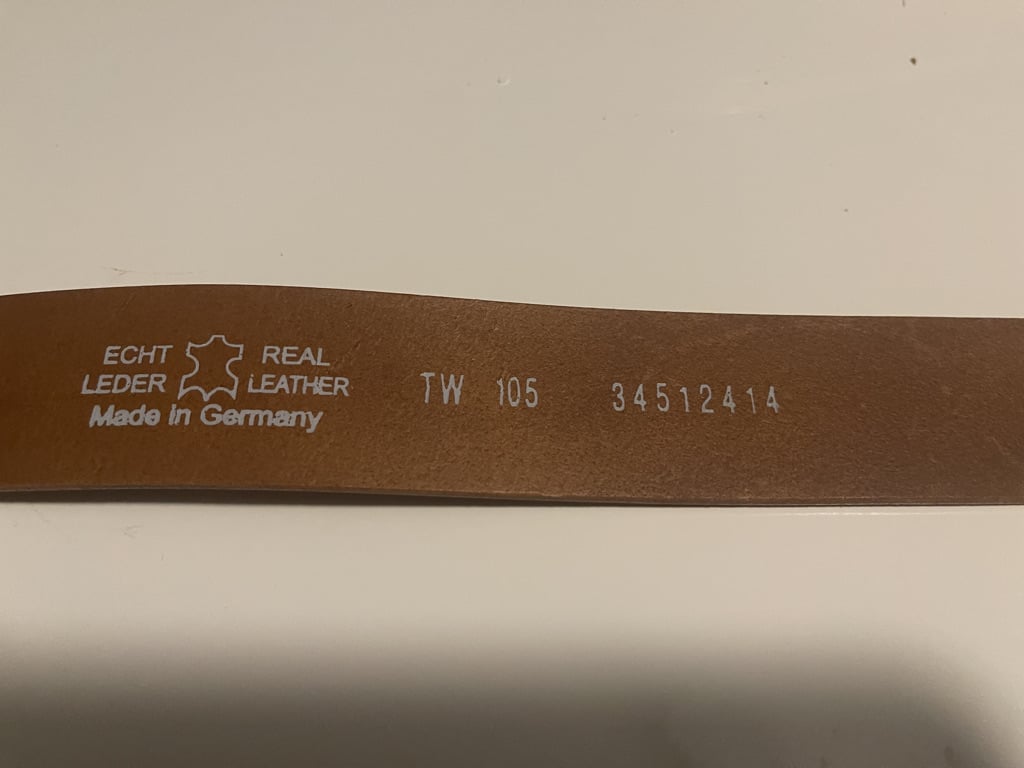 ECHT REAL
LEDER LEATHER
Made in Germany
TW 105 34512414